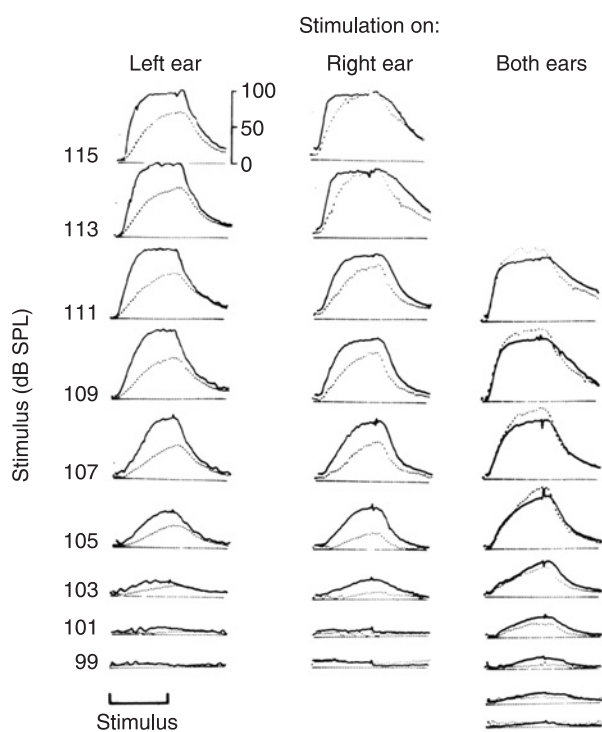 Stimulation on:
Left ear
Right ear
Both ears
100
50
0
115
113
111
109
107
105
103
101
99
Stimulus (dB SPL)
Stimulus